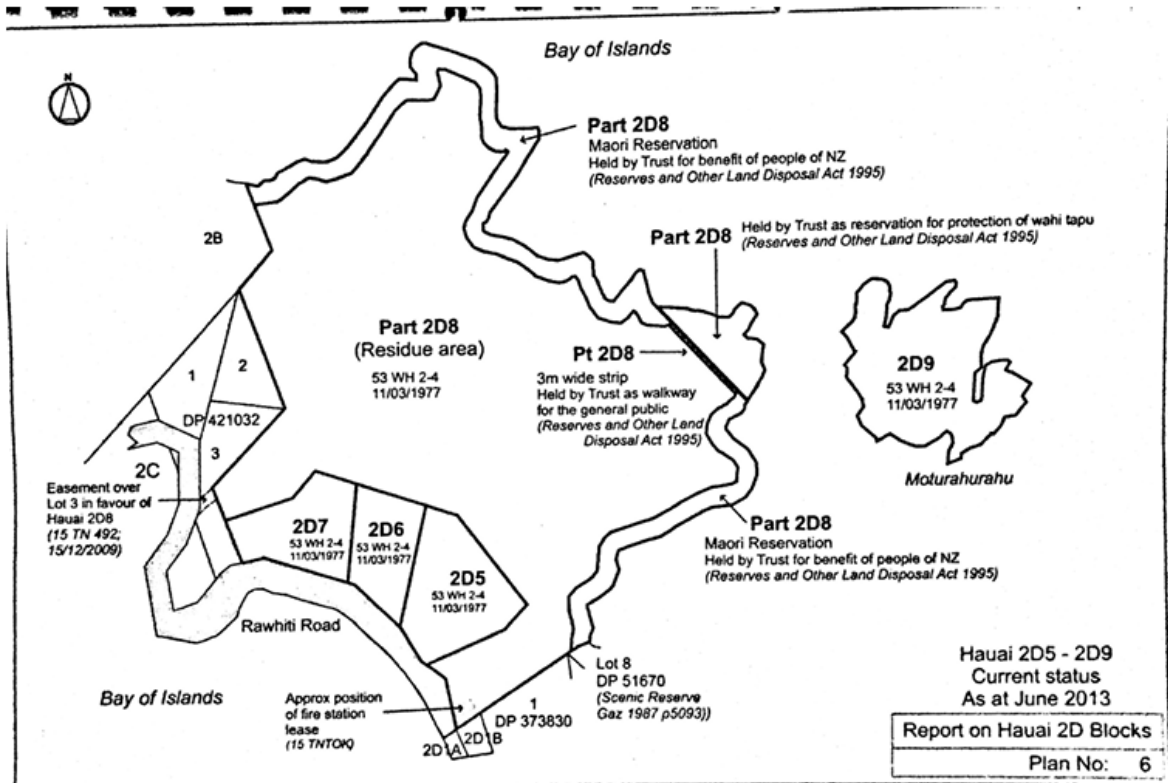 Bay of Islands
N
Part 2D8
Maori Reservation
Held by Trust for benefit of people of NZ
(Reserves and Other Land Disposal Act 1995)
2B
Part 2D8
Held by Trust as reservation for protection of wahi tapu
(Reserves and Other Land Disposal Act 1995)
Part 2D8
(Residue area)
53 WH 2-4
11/03/1977
Pt 2D8
3m wide strip
Held by Trust as walkway
for the general public
(Reserves and Other Land
Disposal Act 1995)
2D9
53 WH 2-4
11/03/1977
Moturahurahu
1
2
DP 421032
3
2C
Easement over
Lot 3 in favour of
Hauai 2D8
(15 TN 492;
15/12/2009)
2D7
53 WH 2-4
11/03/1977
2D6
53 WH 2-4
11/03/1977
2D5
53 WH 2-4
11/03/1977
Part 2D8
Maori Reservation
Held by Trust for benefit of people of NZ
(Reserves and Other Land Disposal Act 1995)
Rawhiti Road
Bay of Islands
Approx position
of fire station
lease
(15 TNTOK)
2D1A
2D1B
1
DP 373830
Lot 8
DP 51670
(Scenic Reserve
Gaz 1987 p5093))
Hauai 2D5 - 2D9
Current status
As at June 2013
Report on Hauai 2D Blocks
Plan No: 6